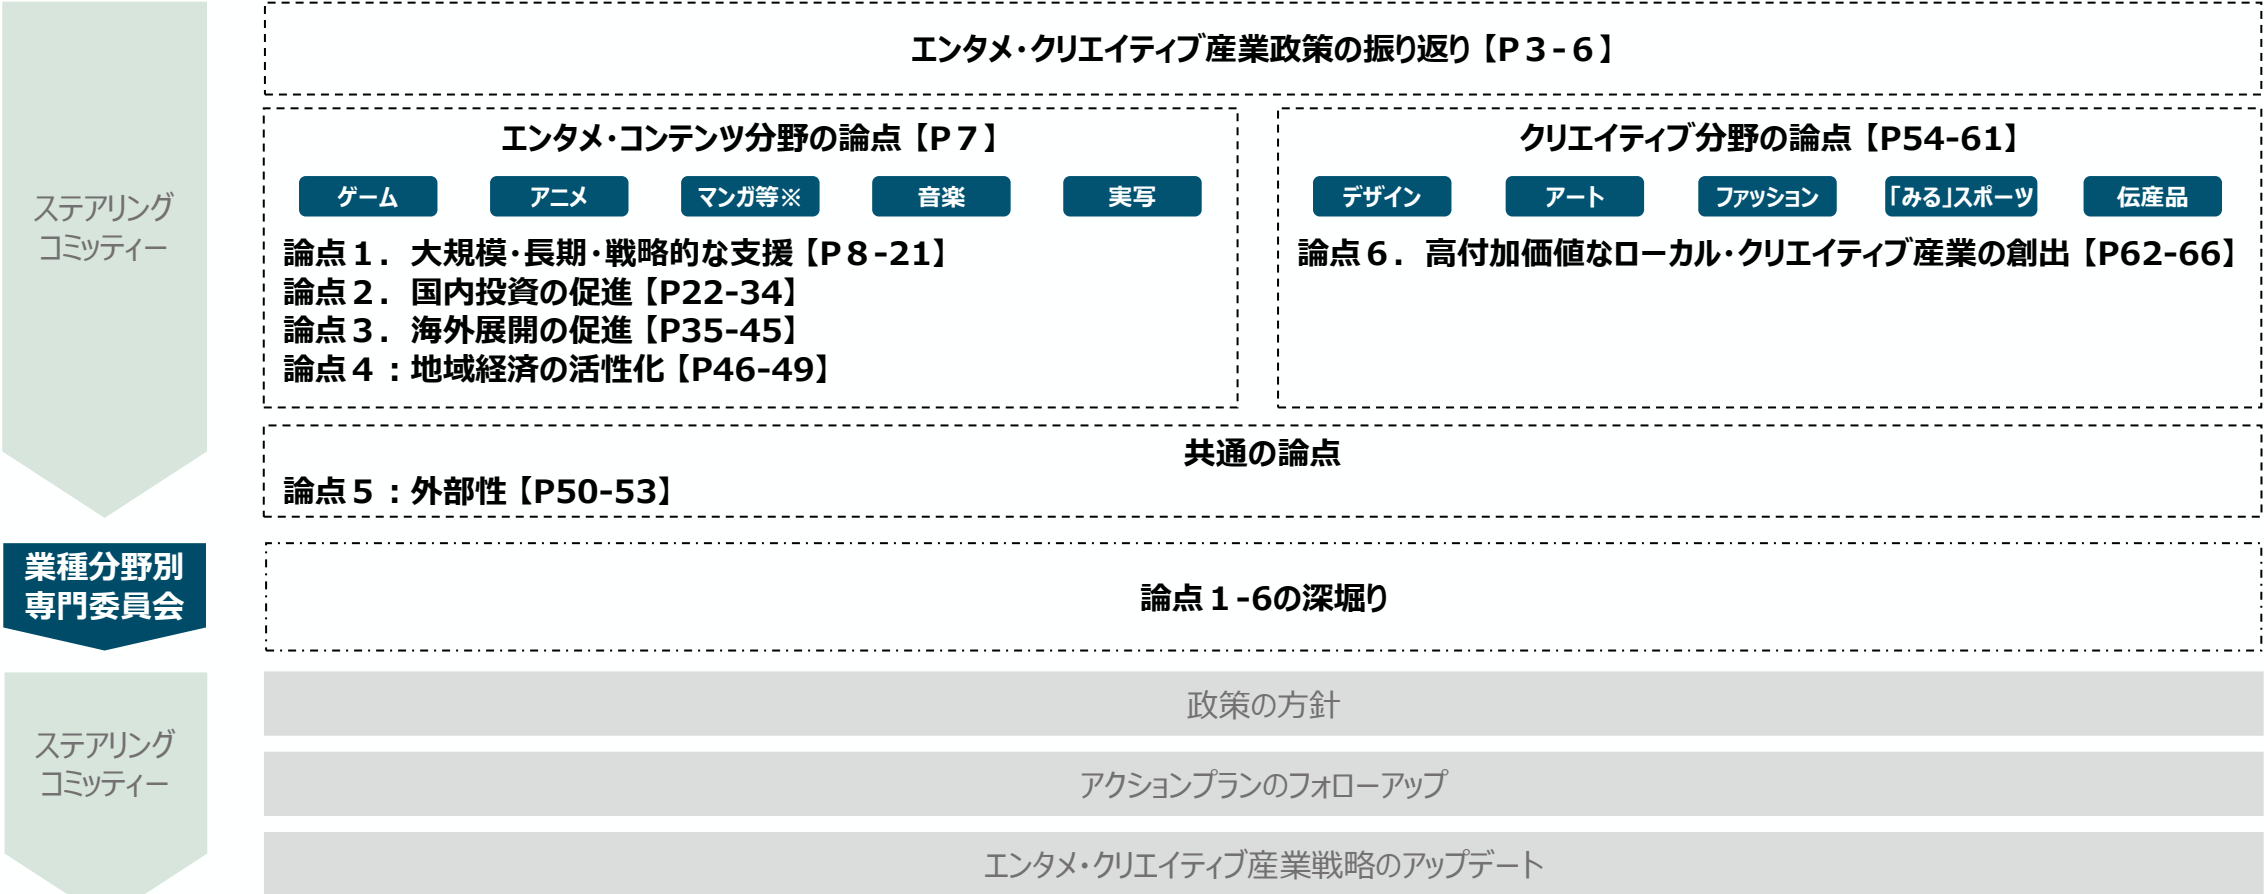 ステアリング
コミッティー
エンタメ・クリエイティブ産業政策の振り返り【P３-６】
エンタメ・コンテンツ分野の論点【P７】
ゲーム
アニメ
マンガ等※
音楽
実写
論点１．大規模・長期・戦略的な支援【P８-21】
論点２．国内投資の促進【P22-34】
論点３．海外展開の促進【P35-45】
論点４：地域経済の活性化【P46-49】
クリエイティブ分野の論点【P54-61】
デザイン
アート
ファッション
「みる」スポーツ
伝産品
論点６．高付加価値なローカル・クリエイティブ産業の創出【P62-66】
共通の論点
論点５：外部性【P50-53】
業種分野別
専門委員会
論点１-6の深堀り
ステアリング
コミッティー
政策の方針
アクションプランのフォローアップ
エンタメ・クリエイティブ産業戦略のアップデート